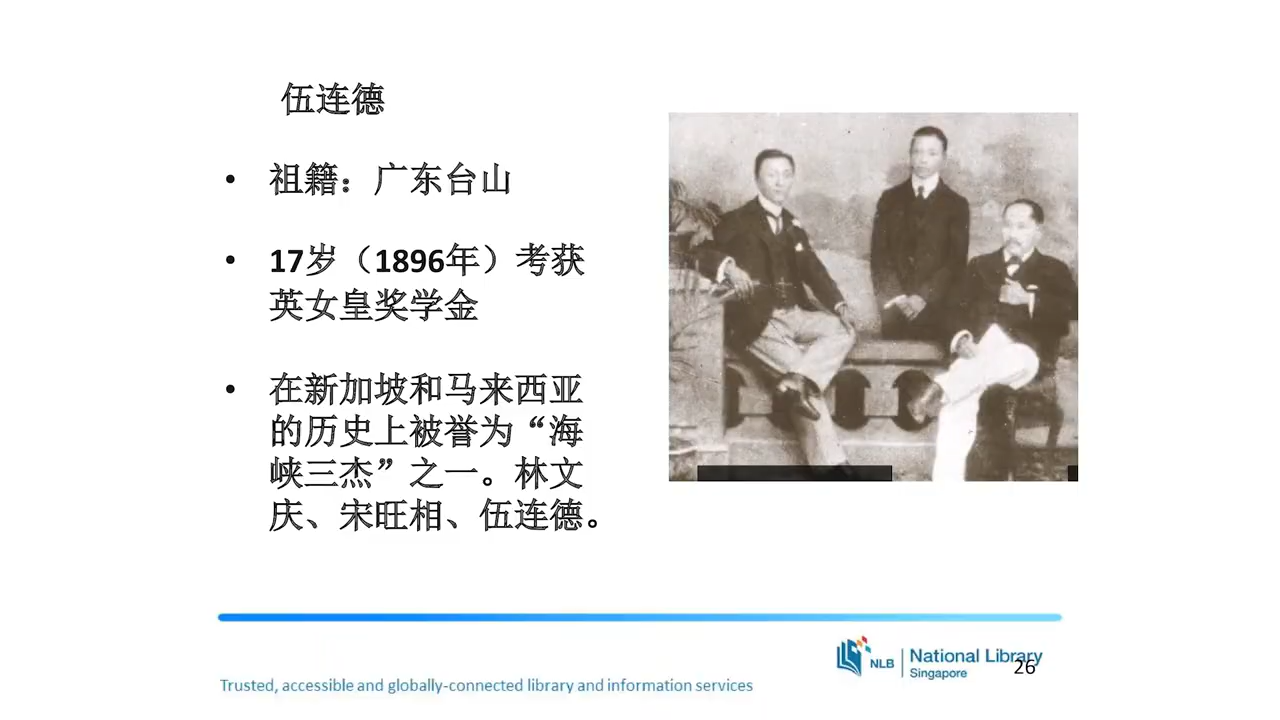 伍连德
• 祖籍：广东台山
• 17岁（1896年）考获
英女皇奖学金
• 在新加坡和马来西亚
的历史上被誉为“海
峡三杰”之一。林文
庆、宋旺相、伍连德。
NLB National Library
Singapore
26
Trusted, accessible and globally-connected library and information services